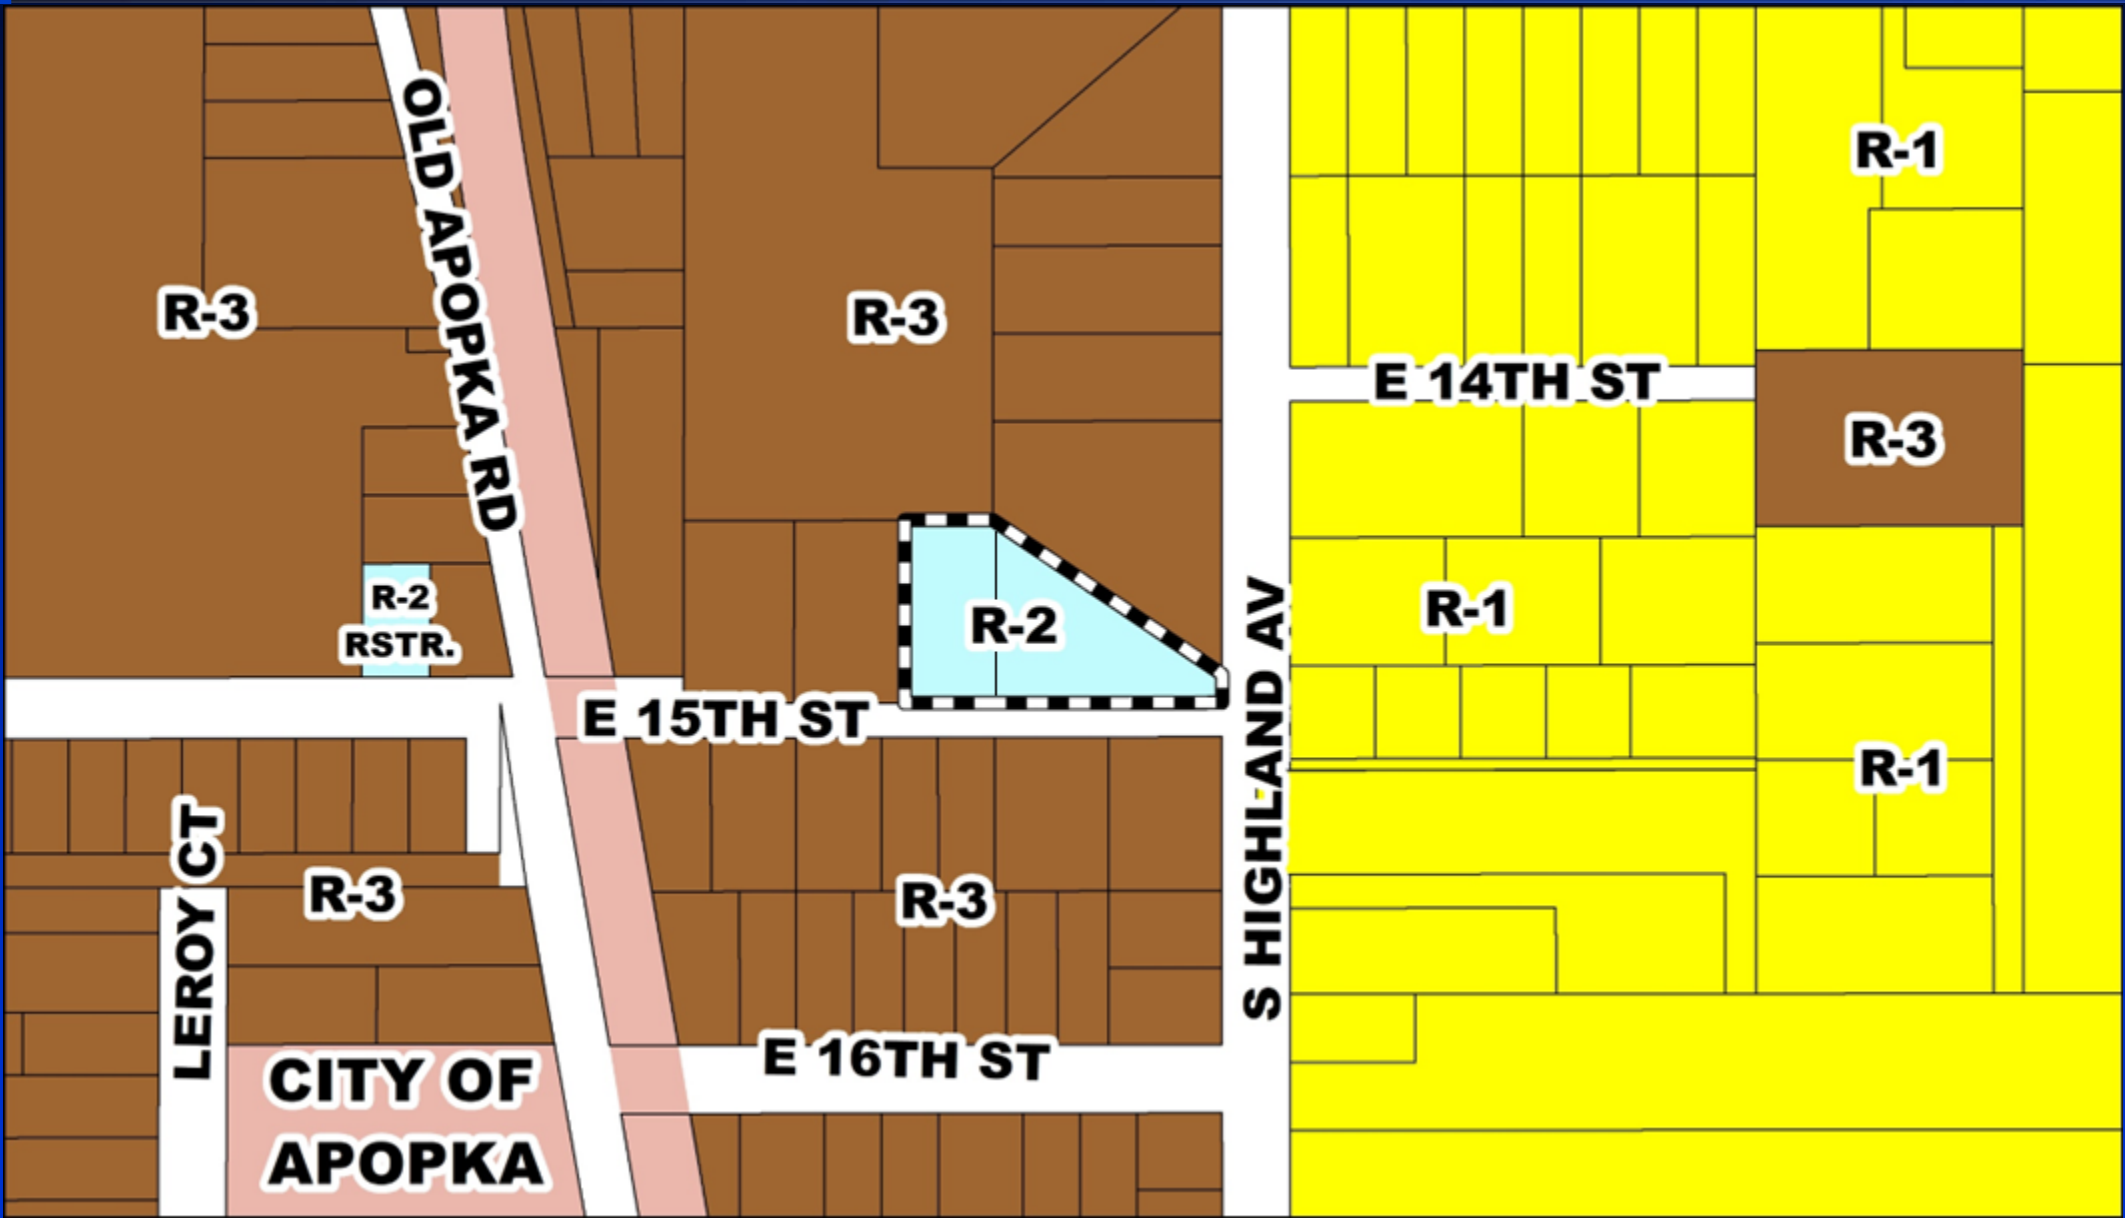 OLD APOPKA RD
R-1
R-3
R-3
E 14TH ST
R-3
R-2
RSTR.
R-2
R-1
S HIGHLAND AV
E 15TH ST
R-1
LEROY CT
R-3
R-3
E 16TH ST
CITY OF
APOPKA